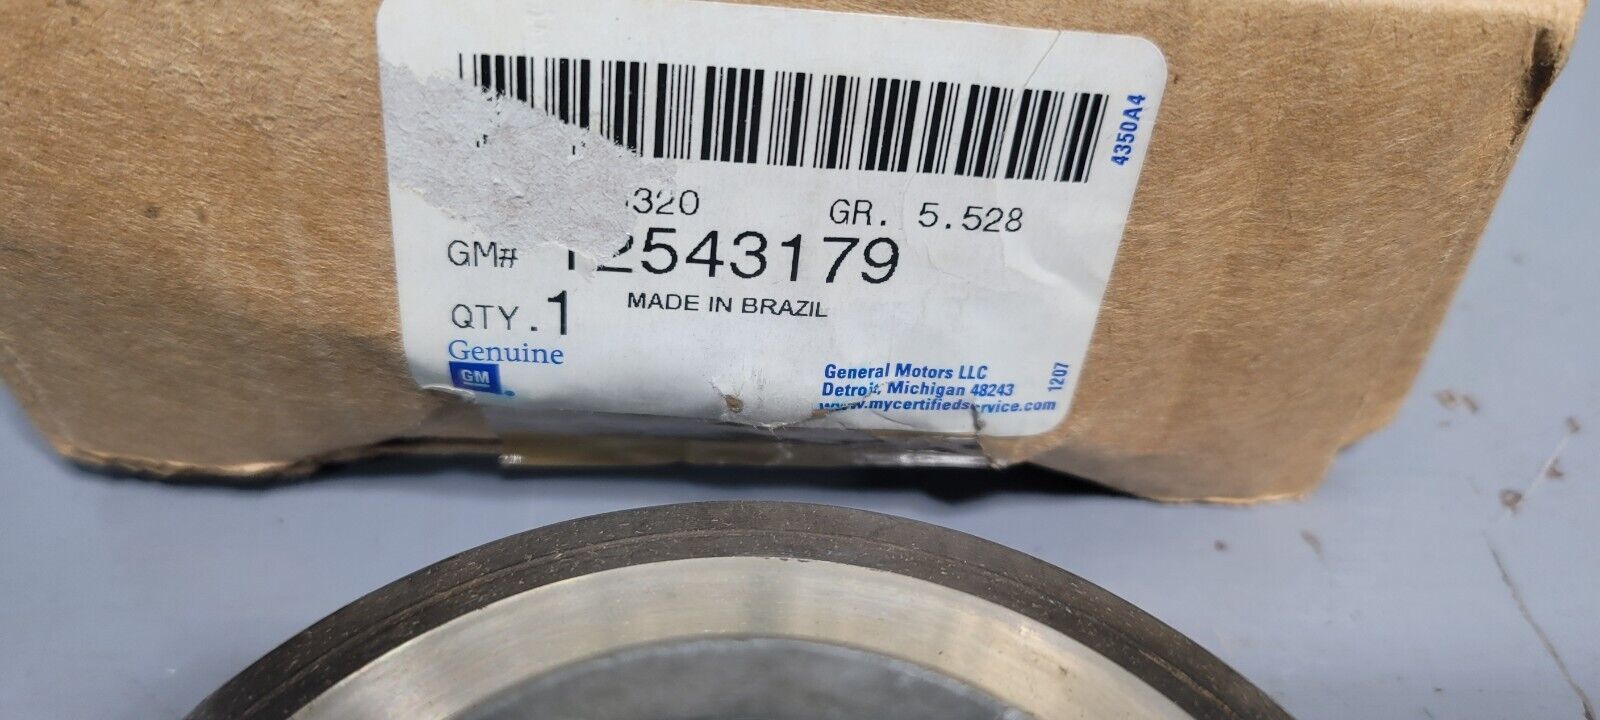 4350A4
320 GR. 5.528
GM# 12543179
QTY. 1 MADE IN BRAZIL
Genuine
GM
General Motors LLC
Detroit, Michigan 48243
www.mycertifiedservice.com
1207